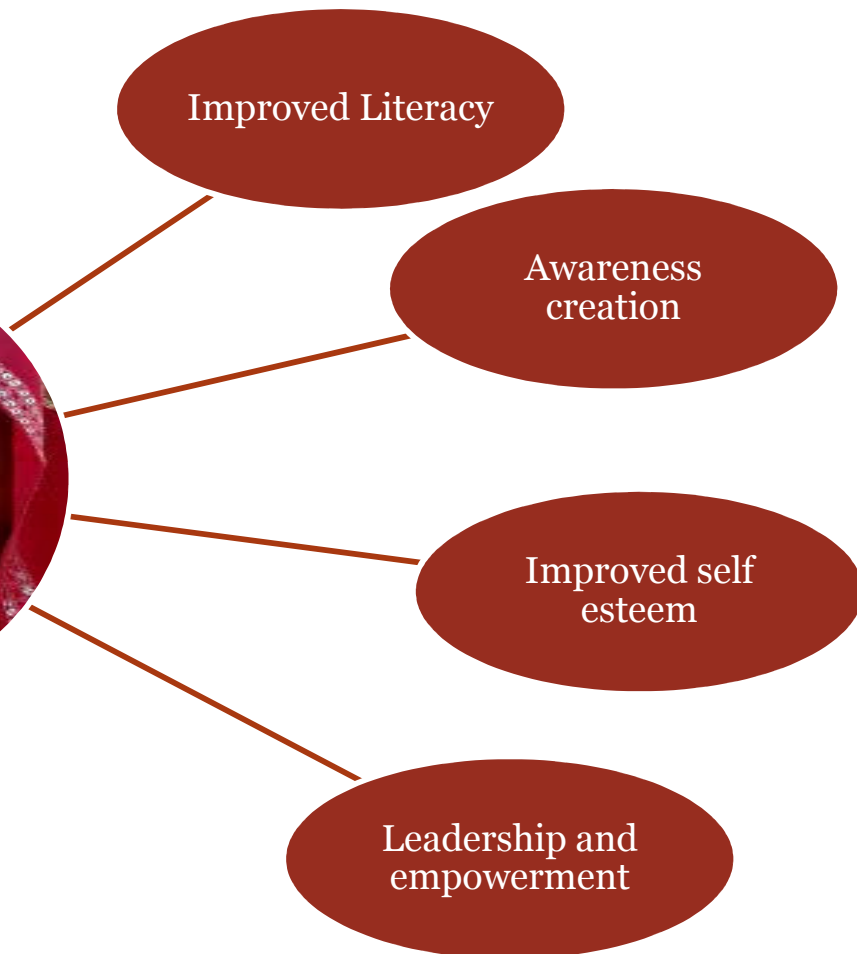 Improved Literacy
Awareness
creation
Improved self
esteem
Leadership and
empowerment